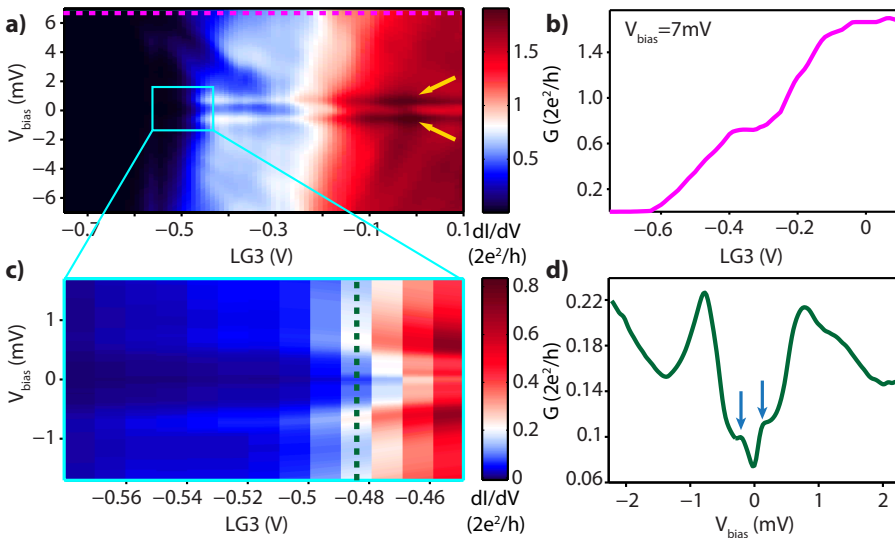 a)
V_bias (mV)
6
4
2
0
−2
−4
−6
−0.7
−0.5
−0.3
−0.1
0.1
LG3 (V)
1.5
1
0.5
dI/dV
(2e²/h)
b)
V_bias=7mV
G (2e²/h)
1.6
1.2
0.8
0.4
0.2
−0.6
−0.4
−0.2
0
LG3 (V)
c)
V_bias (mV)
1
0
−1
−0.56
−0.54
−0.52
−0.5
−0.48
−0.46
LG3 (V)
0.8
0.6
0.4
0.2
0
dI/dV
(2e²/h)
d)
G (2e²/h)
0.22
0.18
0.14
0.1
0.06
−2
−1
0
1
2
V_bias (mV)